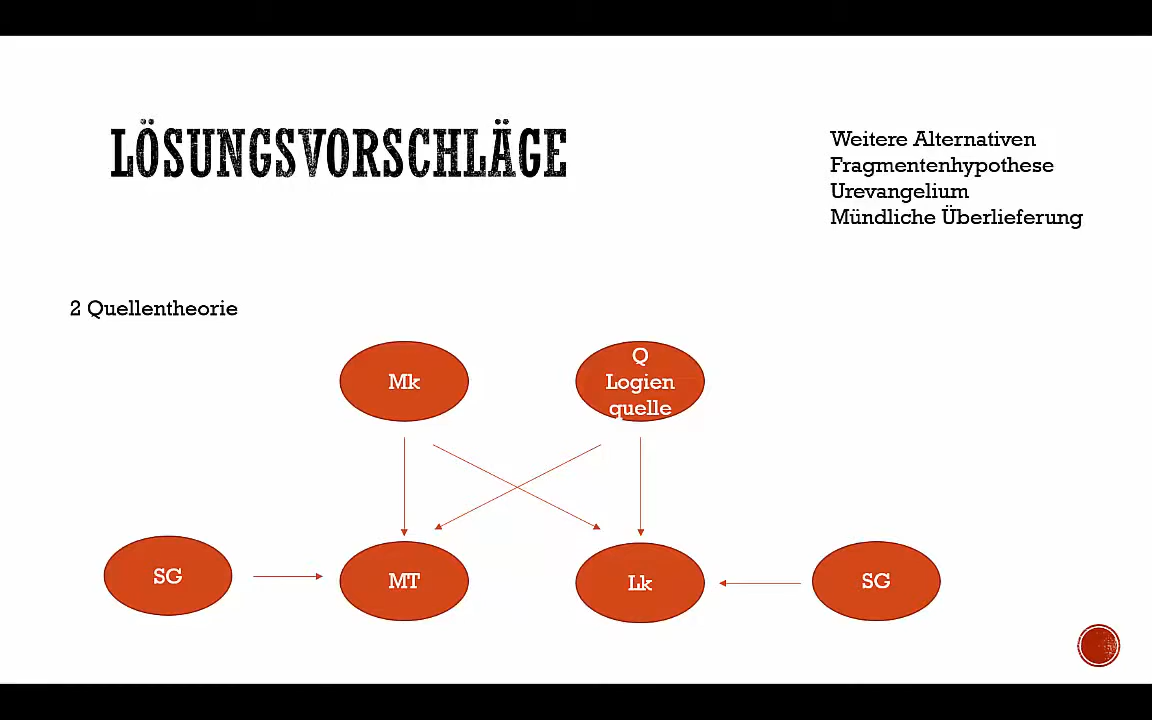 LÖSUNGSVORSCHLÄGE
Weitere Alternativen
Fragmentenhypothese
Urevangelium
Mündliche Überlieferung
2 Quellentheorie
Mk
Q
Logien
quelle
SG
MT
Lk
SG